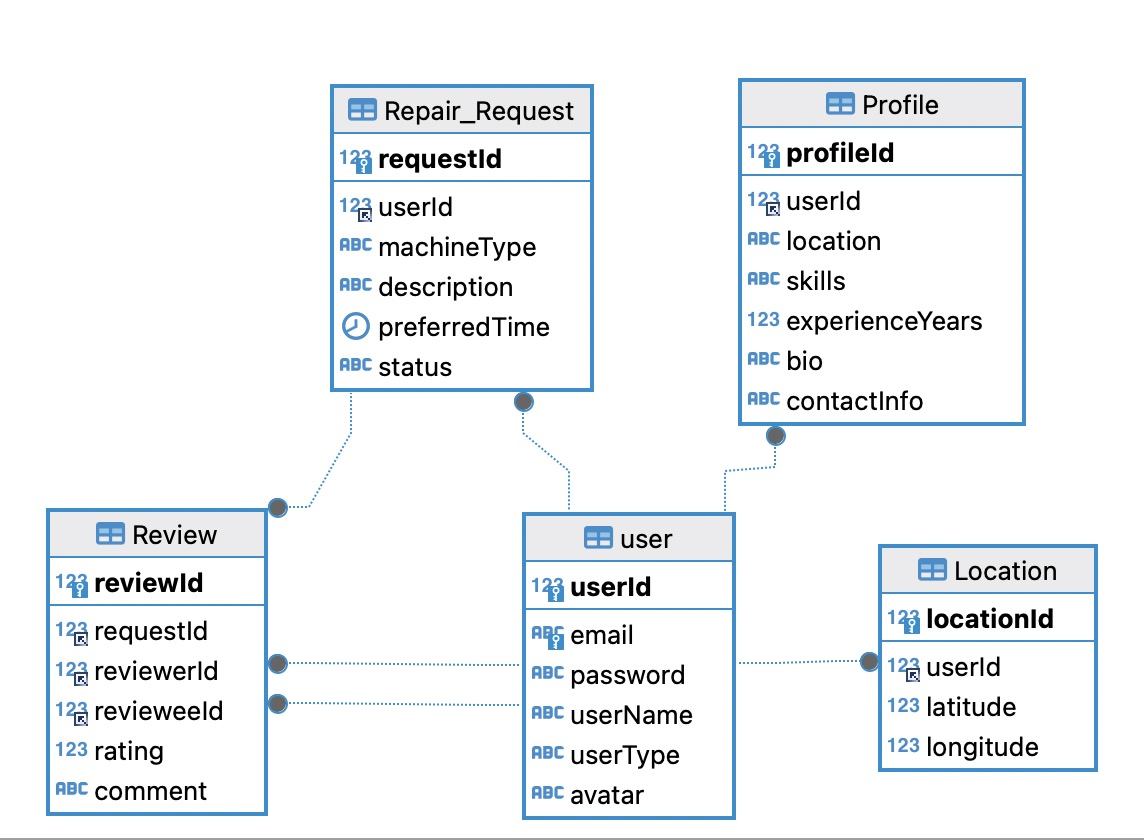 Repair_Request
123 requestId
123 userId
ABC machineType
ABC description
preferredTime
ABC status
Profile
123 profileId
123 userId
ABC location
ABC skills
123 experienceYears
ABC bio
ABC contactInfo
Review
123 reviewId
123 requestId
123 reviewerId
123 revieweeId
123 rating
ABC comment
user
123 userId
ABC email
ABC password
ABC userName
ABC userType
ABC avatar
Location
123 locationId
123 userId
123 latitude
123 longitude